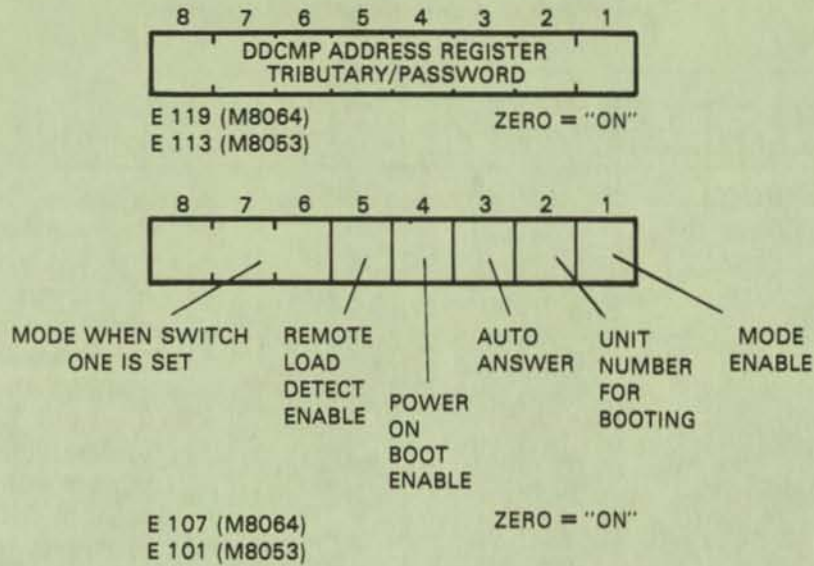 8 7 6 5 4 3 2 1
DDCMP ADDRESS REGISTER
TRIBUTARY/PASSWORD
E 119 (M8064) ZERO = "ON"
E 113 (M8053)
8 7 6 5 4 3 2 1
MODE WHEN SWITCH
ONE IS SET
REMOTE
LOAD
DETECT
ENABLE
POWER
ON
BOOT
ENABLE
AUTO
ANSWER
UNIT
NUMBER
FOR
BOOTING
MODE
ENABLE
E 107 (M8064) ZERO = "ON"
E 101 (M8053)